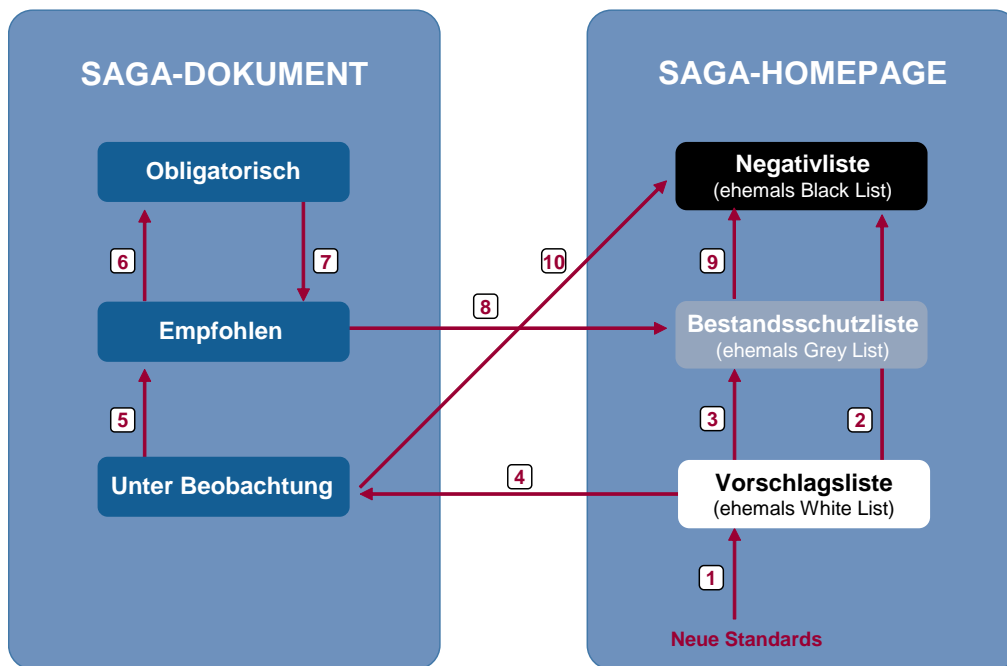 SAGA-DOKUMENT
Obligatorisch
6
7
Empfohlen
5
Unter Beobachtung
10
8
4
SAGA-HOMEPAGE
Negativliste
(ehemals Black List)
9
Bestandsschutzliste
(ehemals Grey List)
3
2
Vorschlagsliste
(ehemals White List)
1
Neue Standards